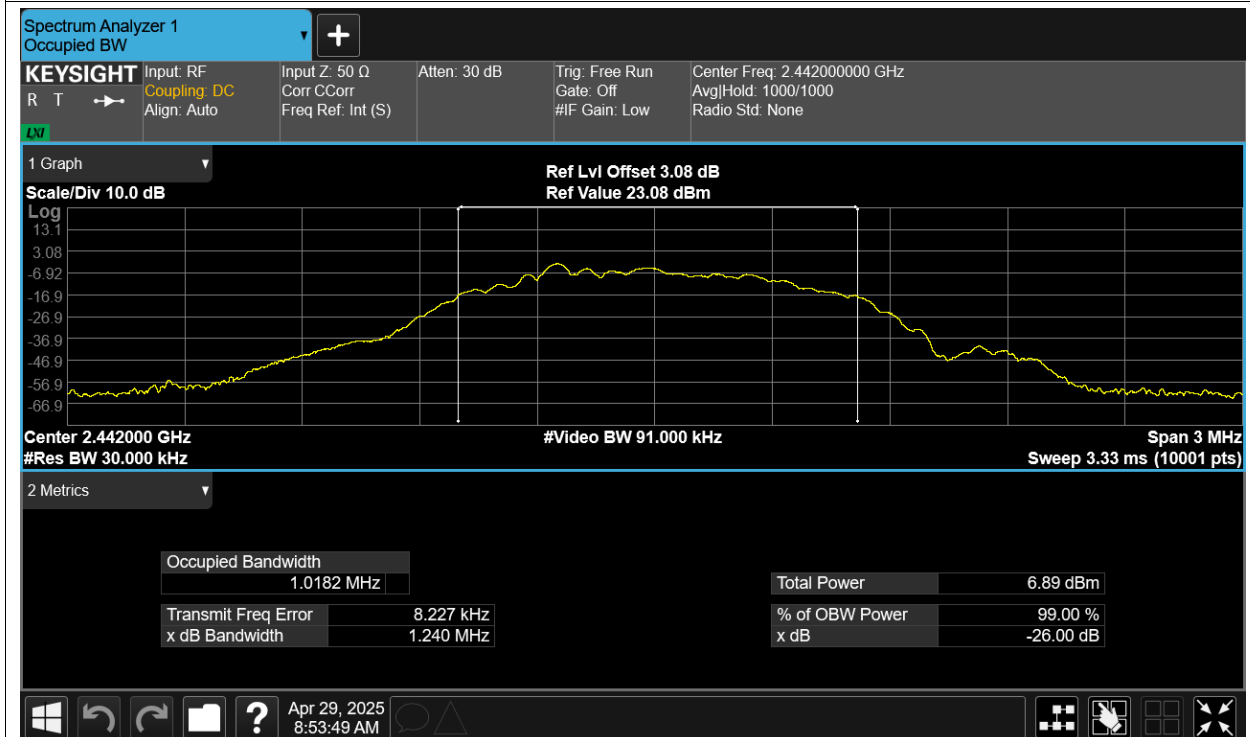 Spectrum Analyzer 1
Occupied BW
+
KEYSIGHT
R T
LXI
Input: RF
Coupling: DC
Align: Auto
Input Z: 50 Ω
Corr CCorr
Freq Ref: Int (S)
Atten: 30 dB
Trig: Free Run
Gate: Off
#IF Gain: Low
Center Freq: 2.442000000 GHz
Avg|Hold: 1000/1000
Radio Std: None
1 Graph
Scale/Div 10.0 dB
Ref Lvl Offset 3.08 dB
Ref Value 23.08 dBm
Log
13.1
3.08
-6.92
-16.9
-26.9
-36.9
-46.9
-56.9
-66.9
Center 2.442000 GHz
#Res BW 30.000 kHz
#Video BW 91.000 kHz
Span 3 MHz
Sweep 3.33 ms (10001 pts)
2 Metrics
Occupied Bandwidth
1.0182 MHz
Transmit Freq Error 8.227 kHz
x dB Bandwidth 1.240 MHz
Total Power 6.89 dBm
% of OBW Power 99.00 %
x dB -26.00 dB
?
Apr 29, 2025
8:53:49 AM